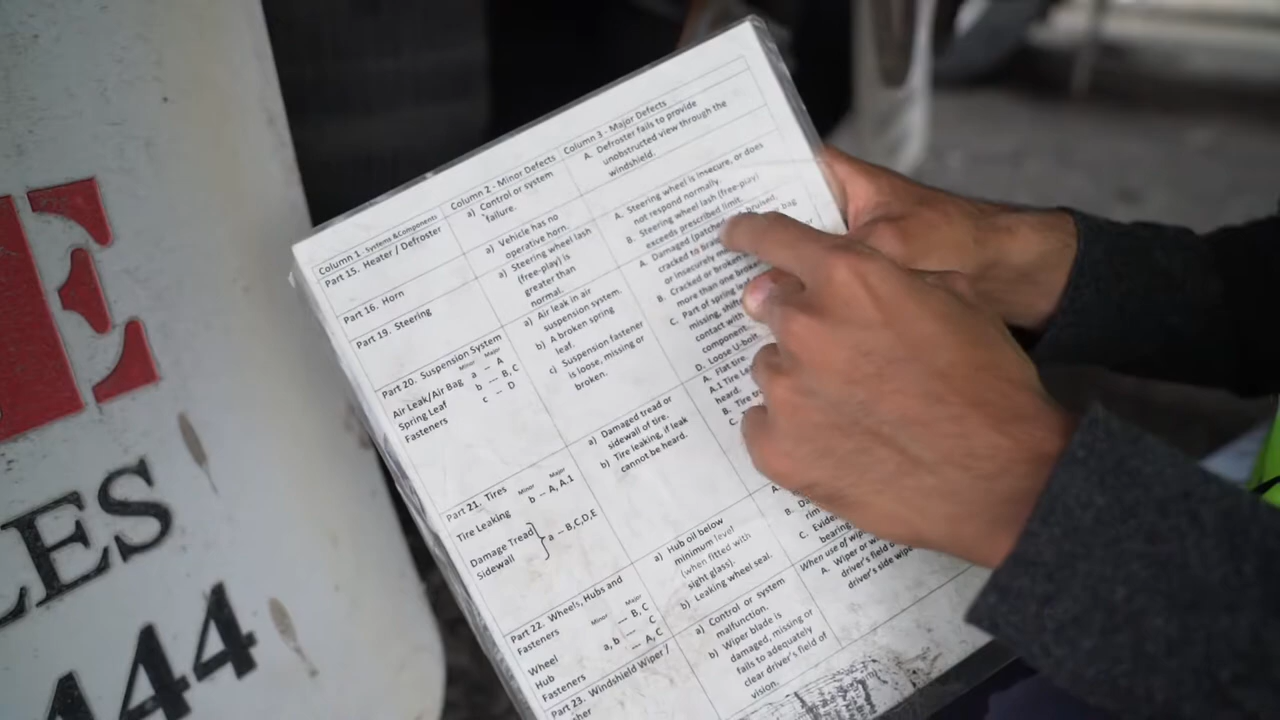 Column 1 - Systems &Components
Column 2 - Minor Defects
Column 3 - Major Defects
Part 15. Heater / Defroster
a) Control or system
failure.
A. Defroster fails to provide
unobstructed view through the
windshield.
Part 16. Horn
a) Vehicle has no
operative horn.
Part 19. Steering
a) Steering wheel lash
(free-play) is
greater than
normal.
A. Steering wheel is insecure, or does
not respond normally.
B. Steering wheel lash (free-play)
exceeds prescribed limit.
Part 20. Suspension System
Minor Major
Air Leak/Air Bag a -- A
Spring Leaf b --- B, C
Fasteners c -- D
a) Air leak in air
suspension system.
b) A broken spring
leaf.
c) Suspension fastener
is loose, missing or
broken.
A. Damaged bag
cracked to
or insecurely
B. Cracked or broken
more than one
C. Part of spring leaf
missing,
contact with
component.
D. Loose U-bolt
Part 21. Tires
Minor Major
Tire Leaking b -- A, A.1
Damage Tread
Sidewall
a -- B,C,D,E
a) Damaged tread or
sidewall of tire.
b) Tire leaking, if leak
cannot be heard.
A. Flat tire.
A.1 Tire
heard.
B. Tire
C.
Part 22. Wheels, Hubs and
Fasteners
Minor Major
Wheel --- B, C
Hub a, b --- C
Fasteners --- A, C
a) Hub oil below
minimum level
(when fitted with
sight glass).
b) Leaking wheel seal.
A.
B.
C.
Part 23. Windshield Wiper /
a) Control or system
malfunction.
b) Wiper blade is
damaged, missing or
fails to adequately
clear driver's field of
vision.
When use of
A. Wiper or
driver's field
driver's side
E
LES
444